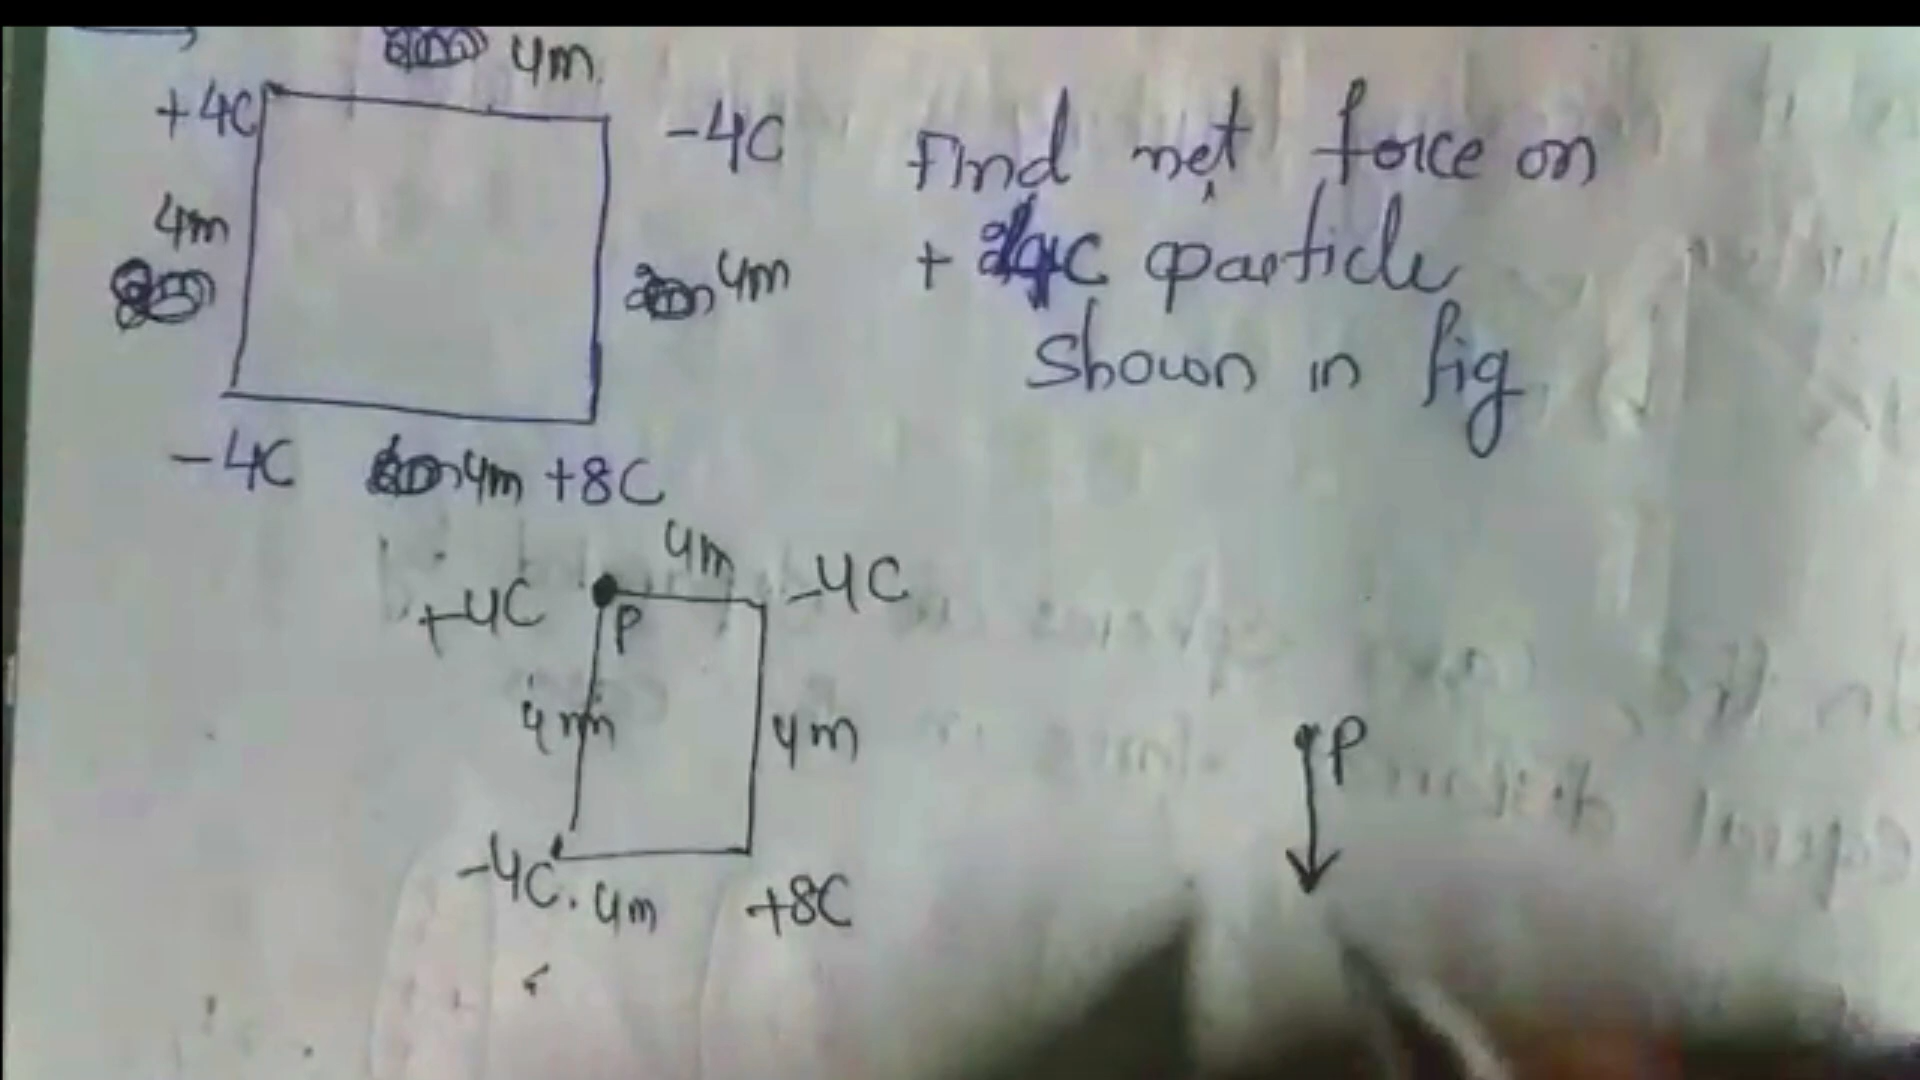 4m
+4C
-4C
4m
4m
-4C 4m +8C
Find net force on
+ 4C particle
shown in fig
4m
+4C
-4C
P
4m
4m
-4C. 4m
+8C
P